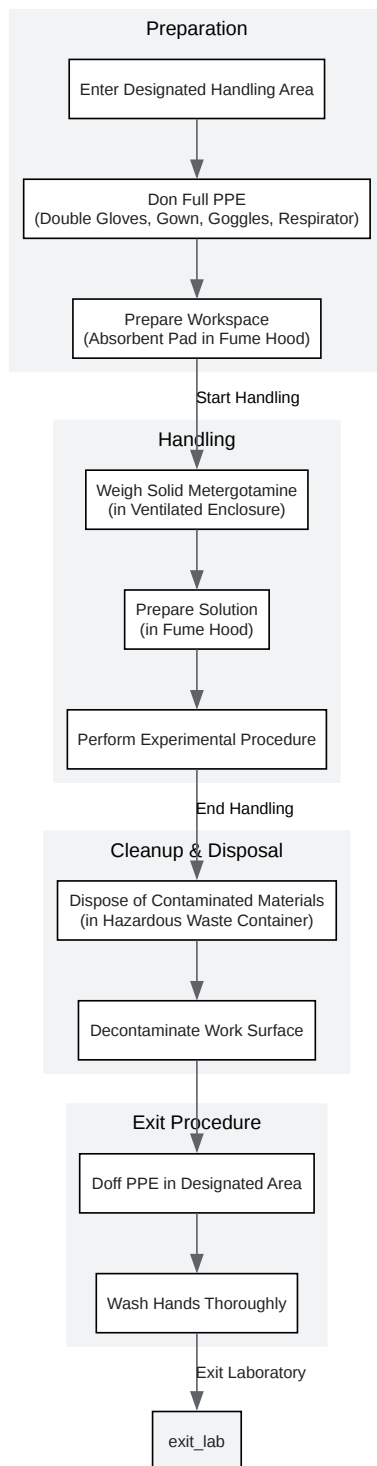 Preparation
Enter Designated Handling Area
Don Full PPE
(Double Gloves, Gown, Goggles, Respirator)
Prepare Workspace
(Absorbent Pad in Fume Hood)
Start Handling
Handling
Weigh Solid Metergotamine
(in Ventilated Enclosure)
Prepare Solution
(in Fume Hood)
Perform Experimental Procedure
End Handling
Cleanup & Disposal
Dispose of Contaminated Materials
(in Hazardous Waste Container)
Decontaminate Work Surface
Exit Procedure
Doff PPE in Designated Area
Wash Hands Thoroughly
Exit Laboratory
exit_lab